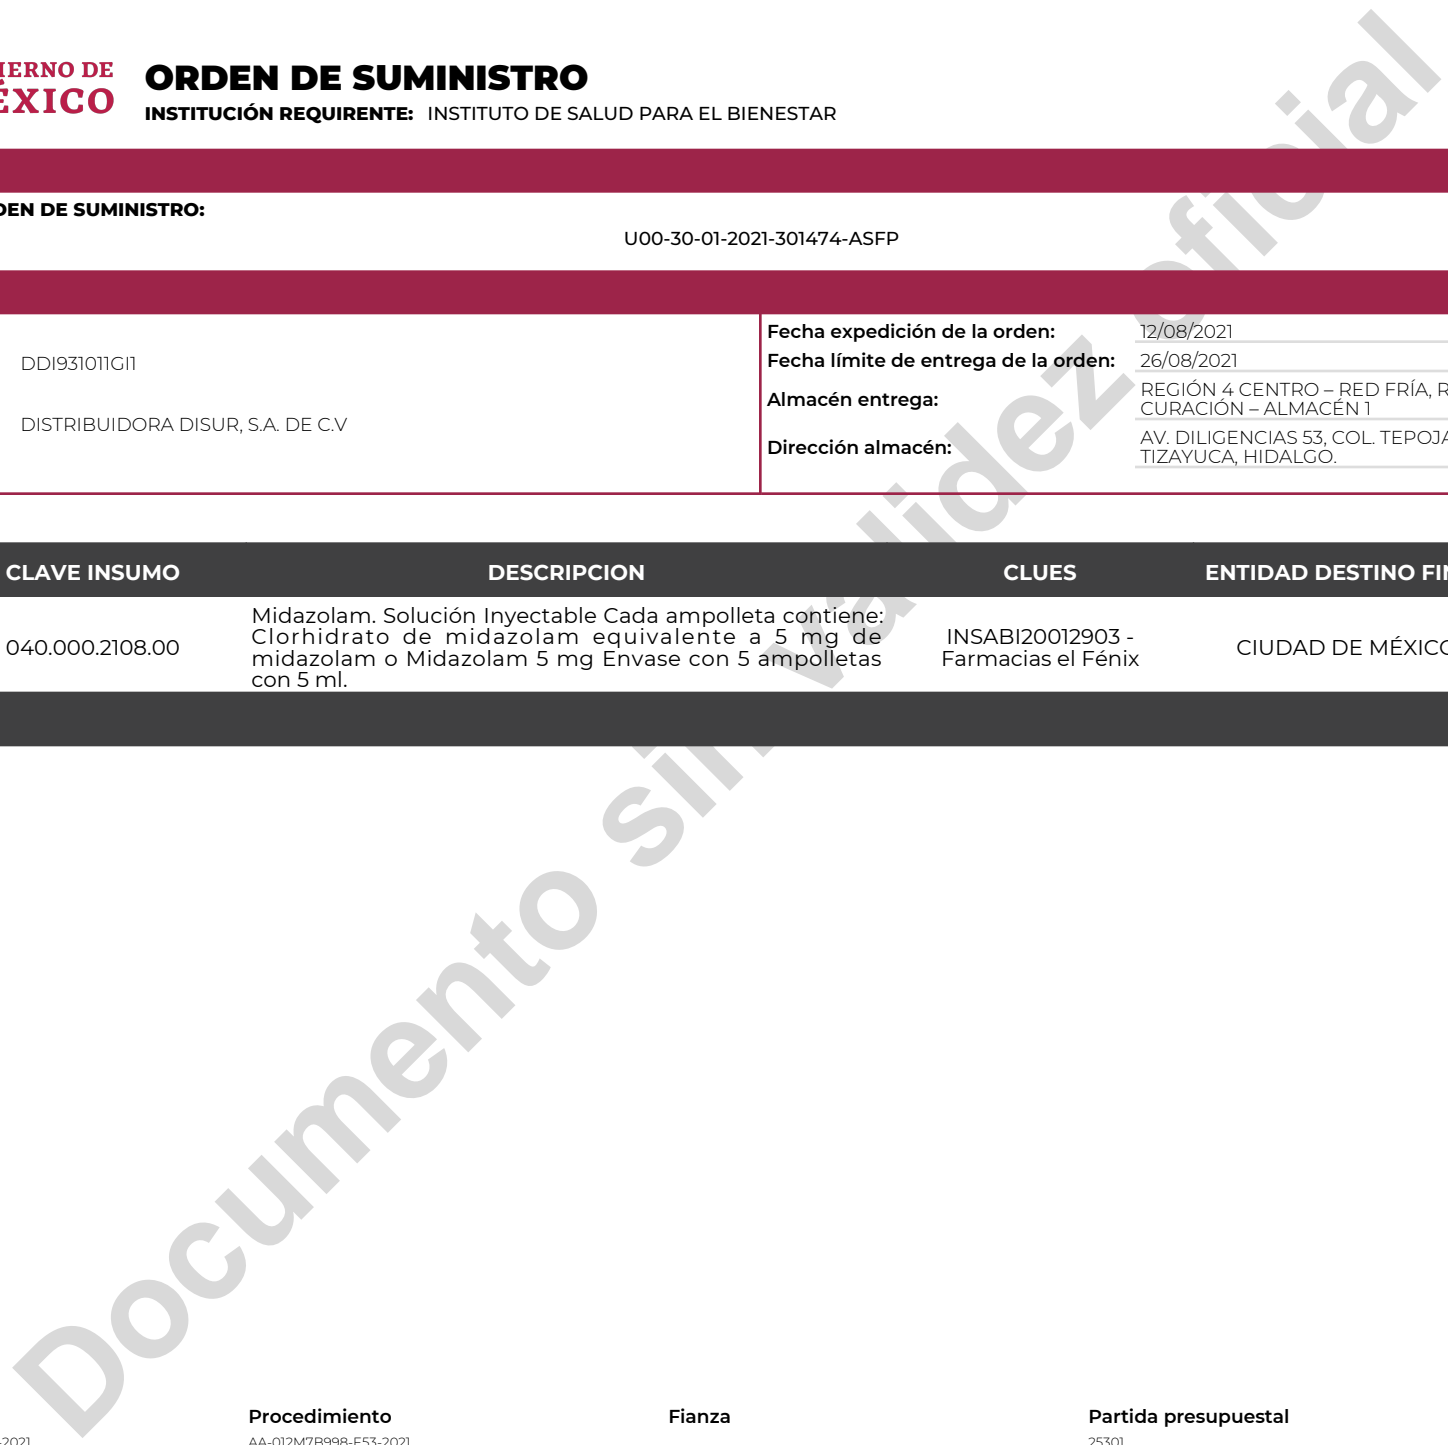 ORDEN DE SUMINISTRO
INSTITUCIÓN REQUIRENTE: INSTITUTO DE SALUD PARA EL BIENESTAR
DE
DE SUMINISTRO:
U00-30-01-2021-301474-ASFP
DDI931011GI1
DISTRIBUIDORA DISUR, S.A. DE C.V
Fecha expedición de la orden: 12/08/2021
Fecha límite de entrega de la orden: 26/08/2021
Almacén entrega: REGIÓN 4 CENTRO – RED FRÍA,
CURACIÓN – ALMACÉN 1
Dirección almacén: AV. DILIGENCIAS 53, COL.
TIZAYUCA, HIDALGO.
CLAVE INSUMO DESCRIPCION CLUES ENTIDAD DESTINO
040.000.2108.00
Midazolam. Solución Inyectable Cada ampolleta contiene:
Clorhidrato de midazolam equivalente a 5 mg de
midazolam o Midazolam 5 mg Envase con 5 ampolletas
con 5 ml.
INSABI20012903 -
Farmacias el Fénix
CIUDAD DE MÉXICO
Documento sin validez oficial
Procedimiento Fianza Partida presupuestal